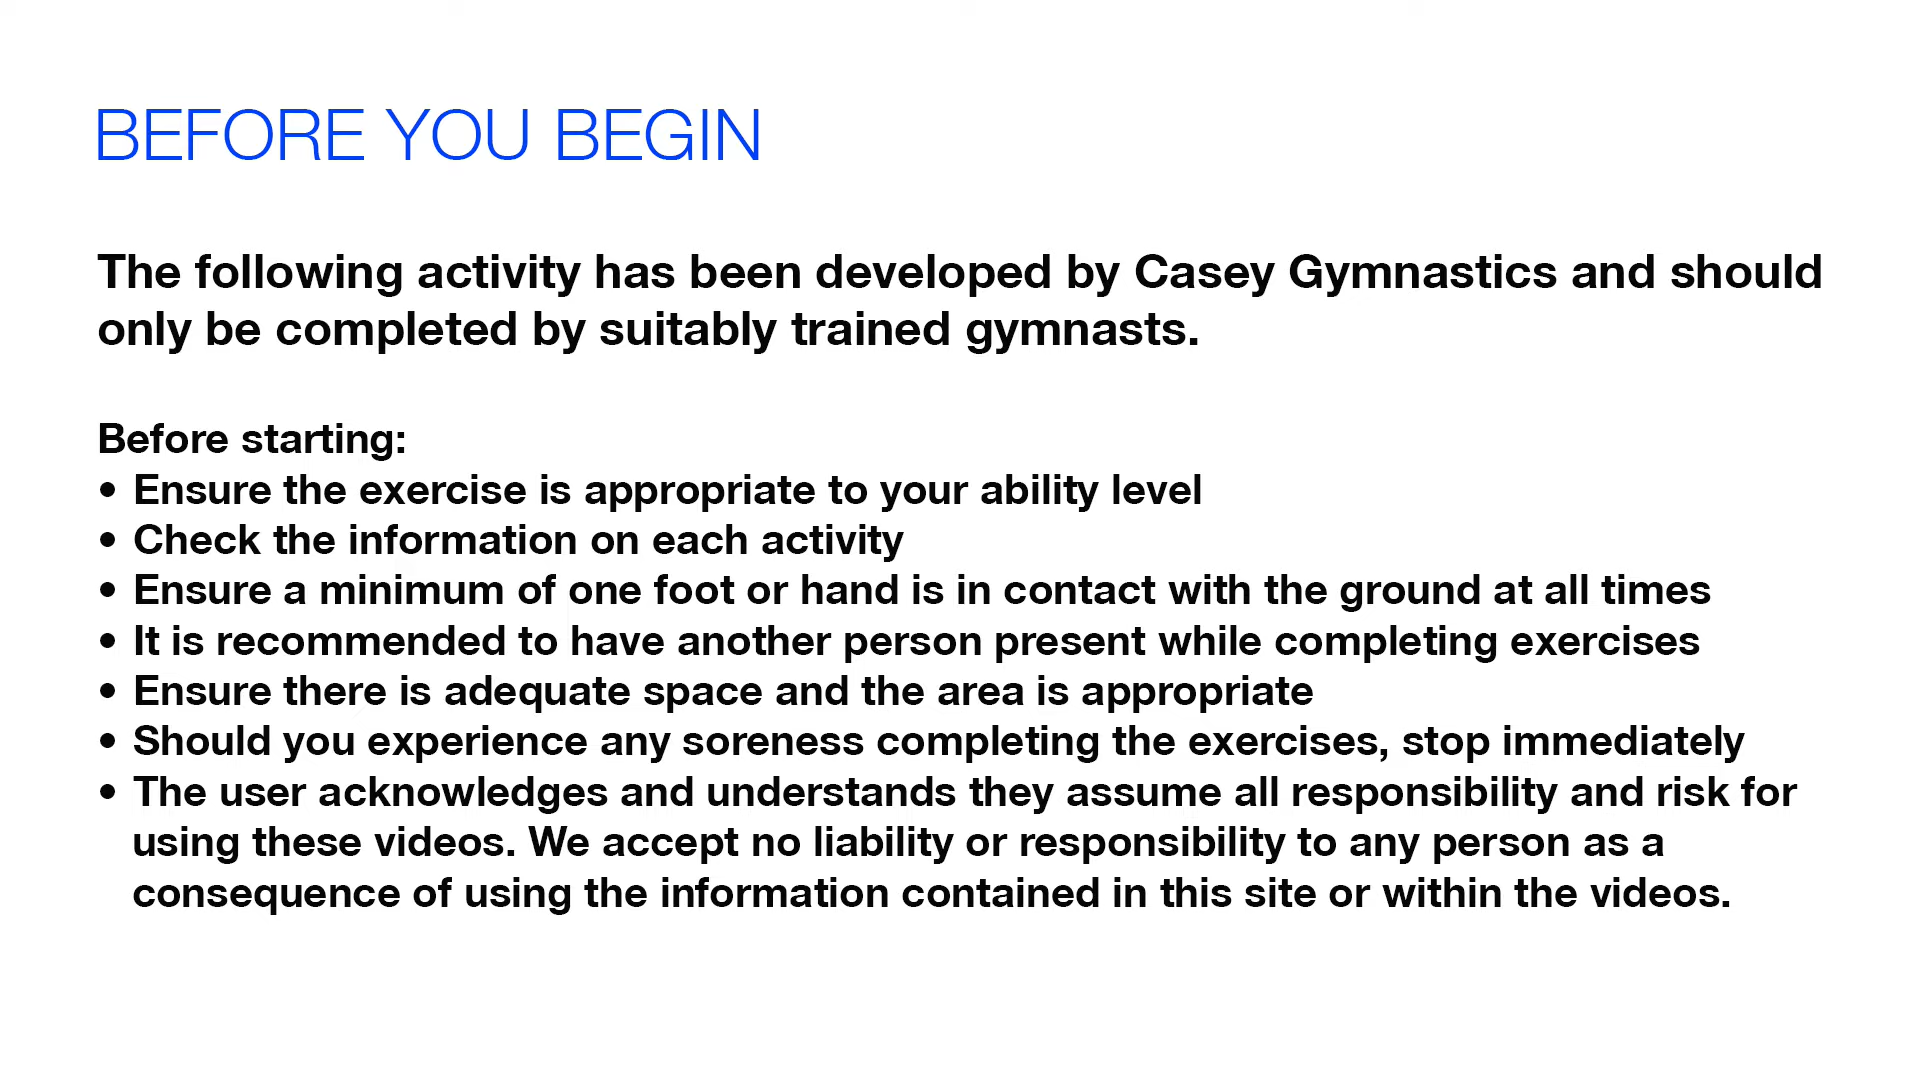 BEFORE YOU BEGIN
The following activity has been developed by Casey Gymnastics and should
only be completed by suitably trained gymnasts.
Before starting:
• Ensure the exercise is appropriate to your ability level
• Check the information on each activity
• Ensure a minimum of one foot or hand is in contact with the ground at all times
• It is recommended to have another person present while completing exercises
• Ensure there is adequate space and the area is appropriate
• Should you experience any soreness completing the exercises, stop immediately
• The user acknowledges and understands they assume all responsibility and risk for
using these videos. We accept no liability or responsibility to any person as a
consequence of using the information contained in this site or within the videos.